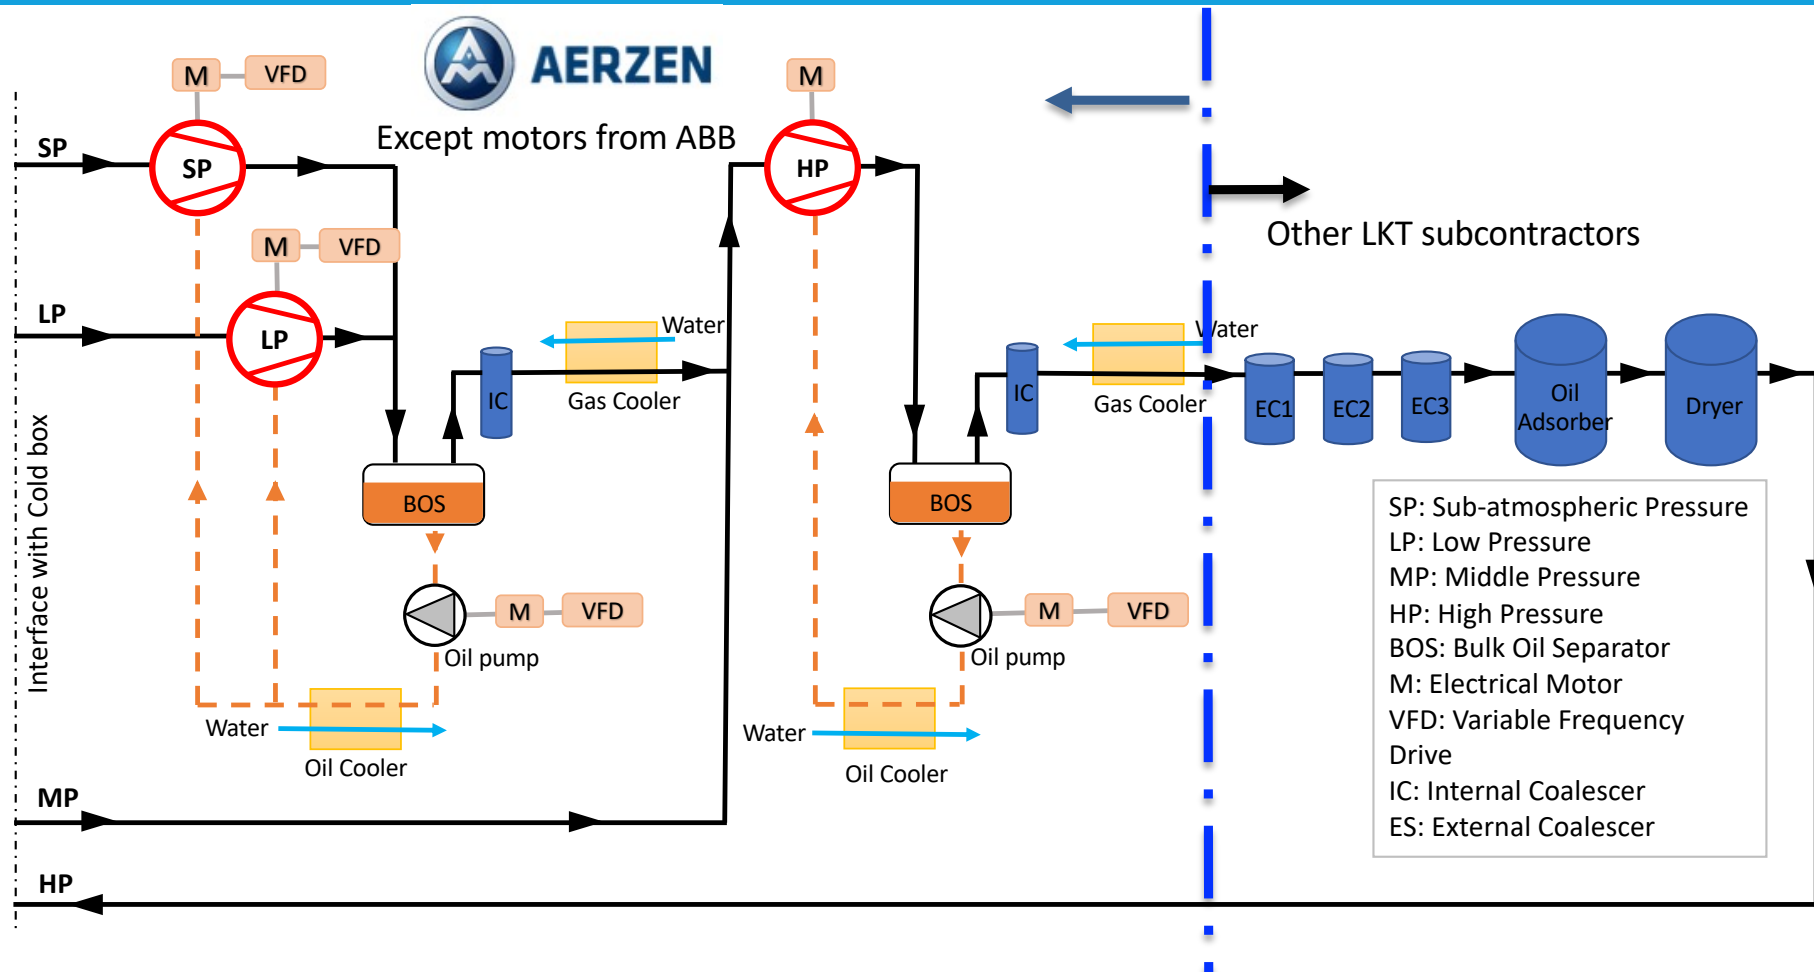 AERZEN
Except motors from ABB
M
VFD
SP
SP
M
VFD
LP
LP
M
HP
Other LKT subcontractors
Water
Gas Cooler
IC
BOS
M
VFD
Oil pump
Water
Oil Cooler
Water
Gas Cooler
IC
BOS
M
VFD
Oil pump
Water
Oil Cooler
EC1
EC2
EC3
Oil
Adsorber
Dryer
Interface with Cold box
MP
HP
SP: Sub-atmospheric Pressure
LP: Low Pressure
MP: Middle Pressure
HP: High Pressure
BOS: Bulk Oil Separator
M: Electrical Motor
VFD: Variable Frequency
Drive
IC: Internal Coalescer
ES: External Coalescer